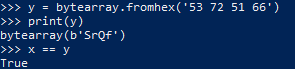 >>> y = bytearray.fromhex('53 72 51 66')
>>> print(y)
bytearray(b'SrQf')
>>> x == y
True